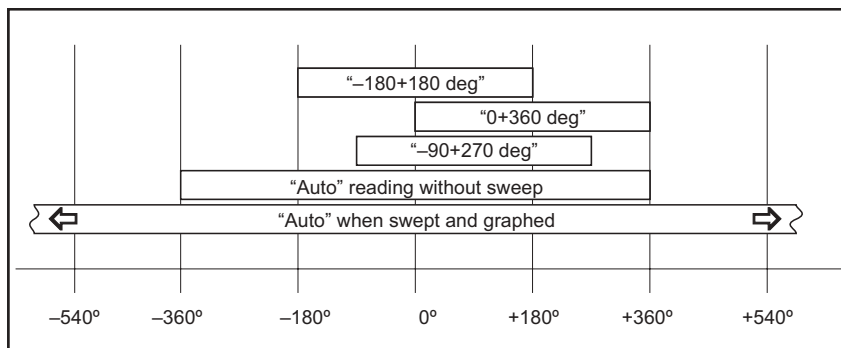 “–180+180 deg”
“0+360 deg”
“–90+270 deg”
“Auto” reading without sweep
“Auto” when swept and graphed
–540º –360º –180º 0º +180º +360º +540º